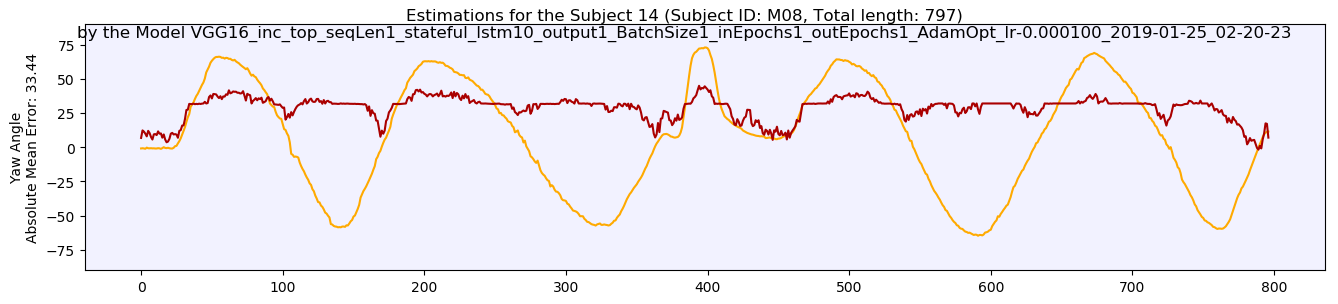 Estimations for the Subject 14 (Subject ID: M08, Total length: 797)
by the Model VGG16_inc_top_seqLen1_stateful_lstm10_output1_BatchSize1_inEpochs1_outEpochs1_AdamOpt_lr-0.000100_2019-01-25_02-20-23
Yaw Angle
Absolute Mean Error: 33.44
75
50
25
0
−25
−50
−75
0 100 200 300 400 500 600 700 800